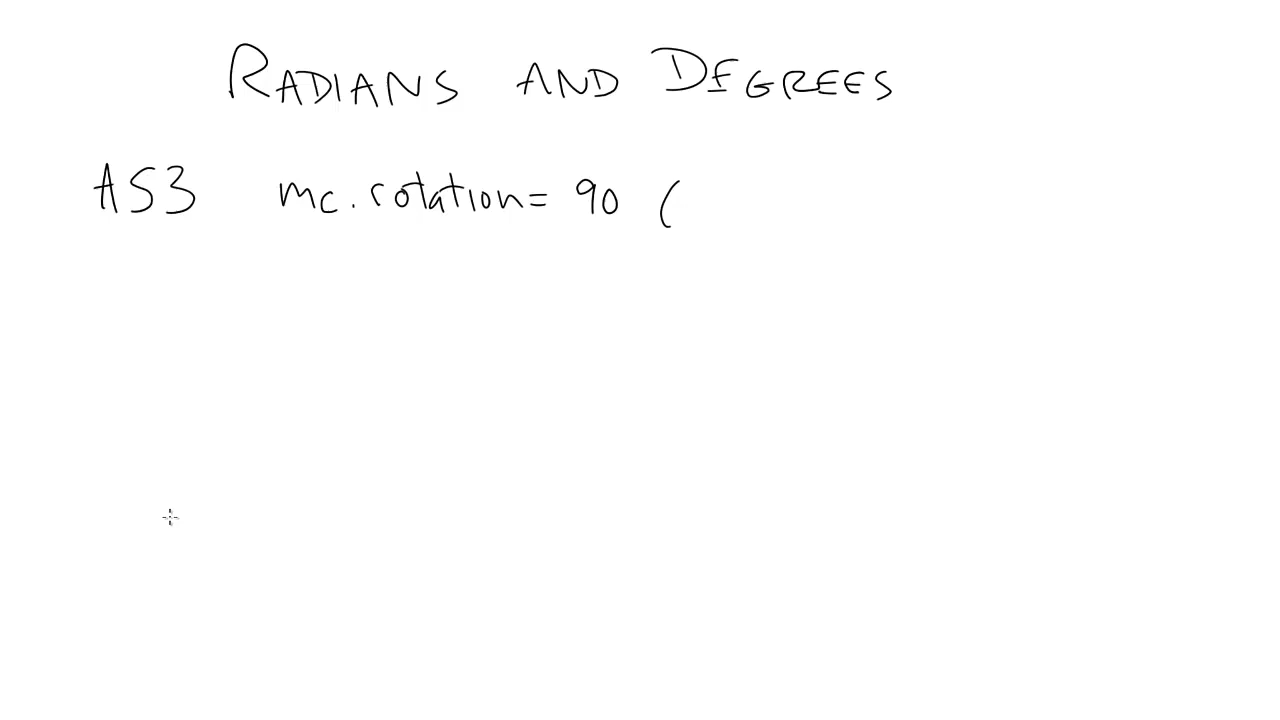 RADIANS AND DEGREES
AS3 mc.rotation= 90 (